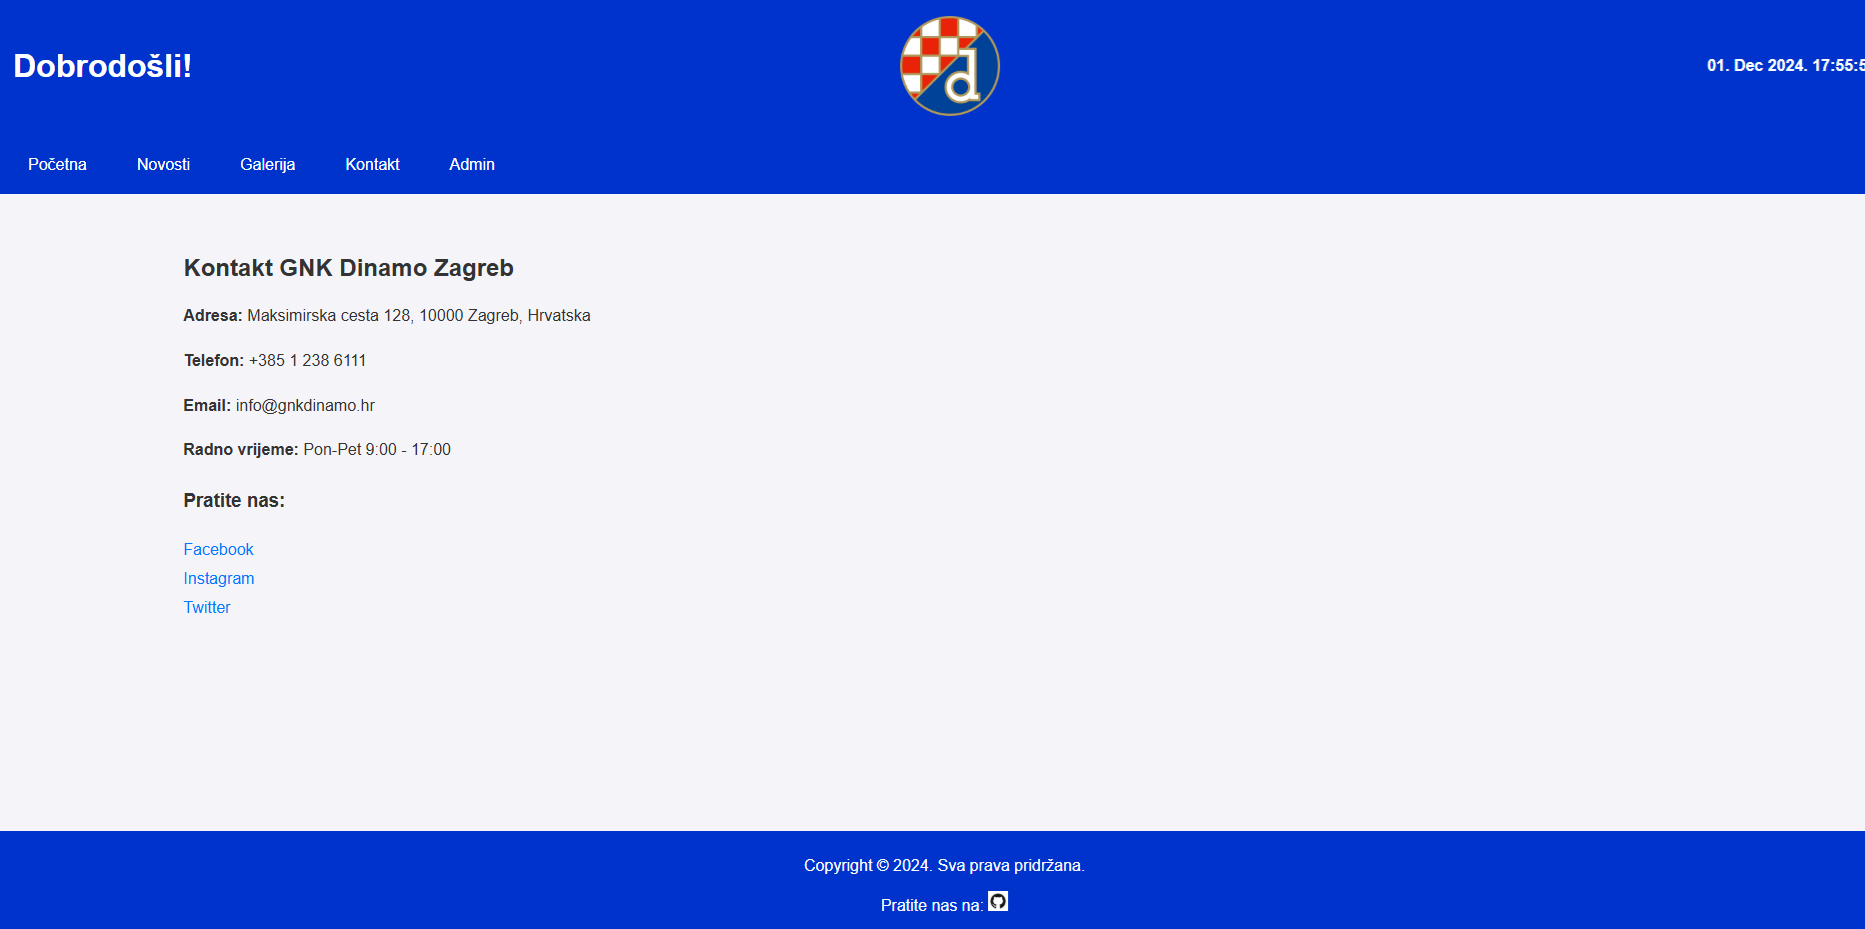 Dobrodošli!
d
01. Dec 2024. 17:55:5
Početna Novosti Galerija Kontakt Admin
Kontakt GNK Dinamo Zagreb
Adresa: Maksimirska cesta 128, 10000 Zagreb, Hrvatska
Telefon: +385 1 238 6111
Email: info@gnkdinamo.hr
Radno vrijeme: Pon-Pet 9:00 - 17:00
Pratite nas:
Facebook
Instagram
Twitter
Copyright © 2024. Sva prava pridržana.
Pratite nas na: